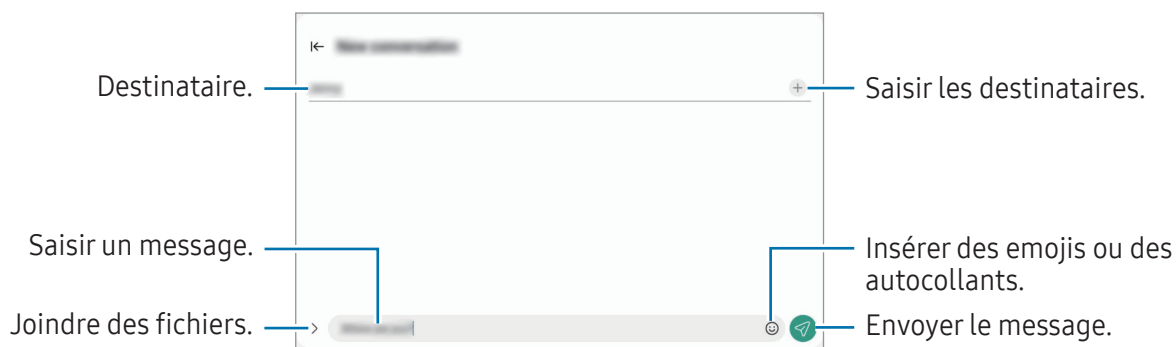 Destinataire.
Saisir les destinataires.
Saisir un message.
Insérer des emojis ou des
autocollants.
Joindre des fichiers.
Envoyer le message.